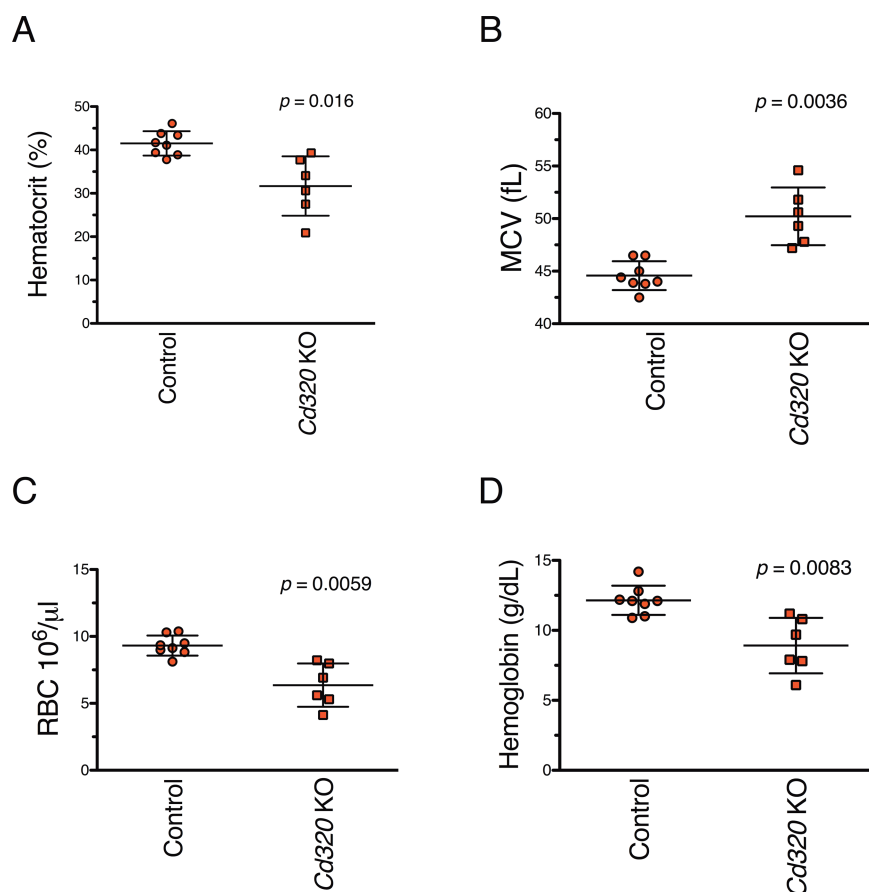 A
p = 0.016
Hematocrit (%)
50
40
30
20
10
0
Control
Cd320 KO
B
p = 0.0036
MCV (fL)
60
55
50
45
40
Control
Cd320 KO
C
p = 0.0059
RBC 10⁶/µl
15
10
5
0
Control
Cd320 KO
D
p = 0.0083
Hemoglobin (g/dL)
15
10
5
0
Control
Cd320 KO